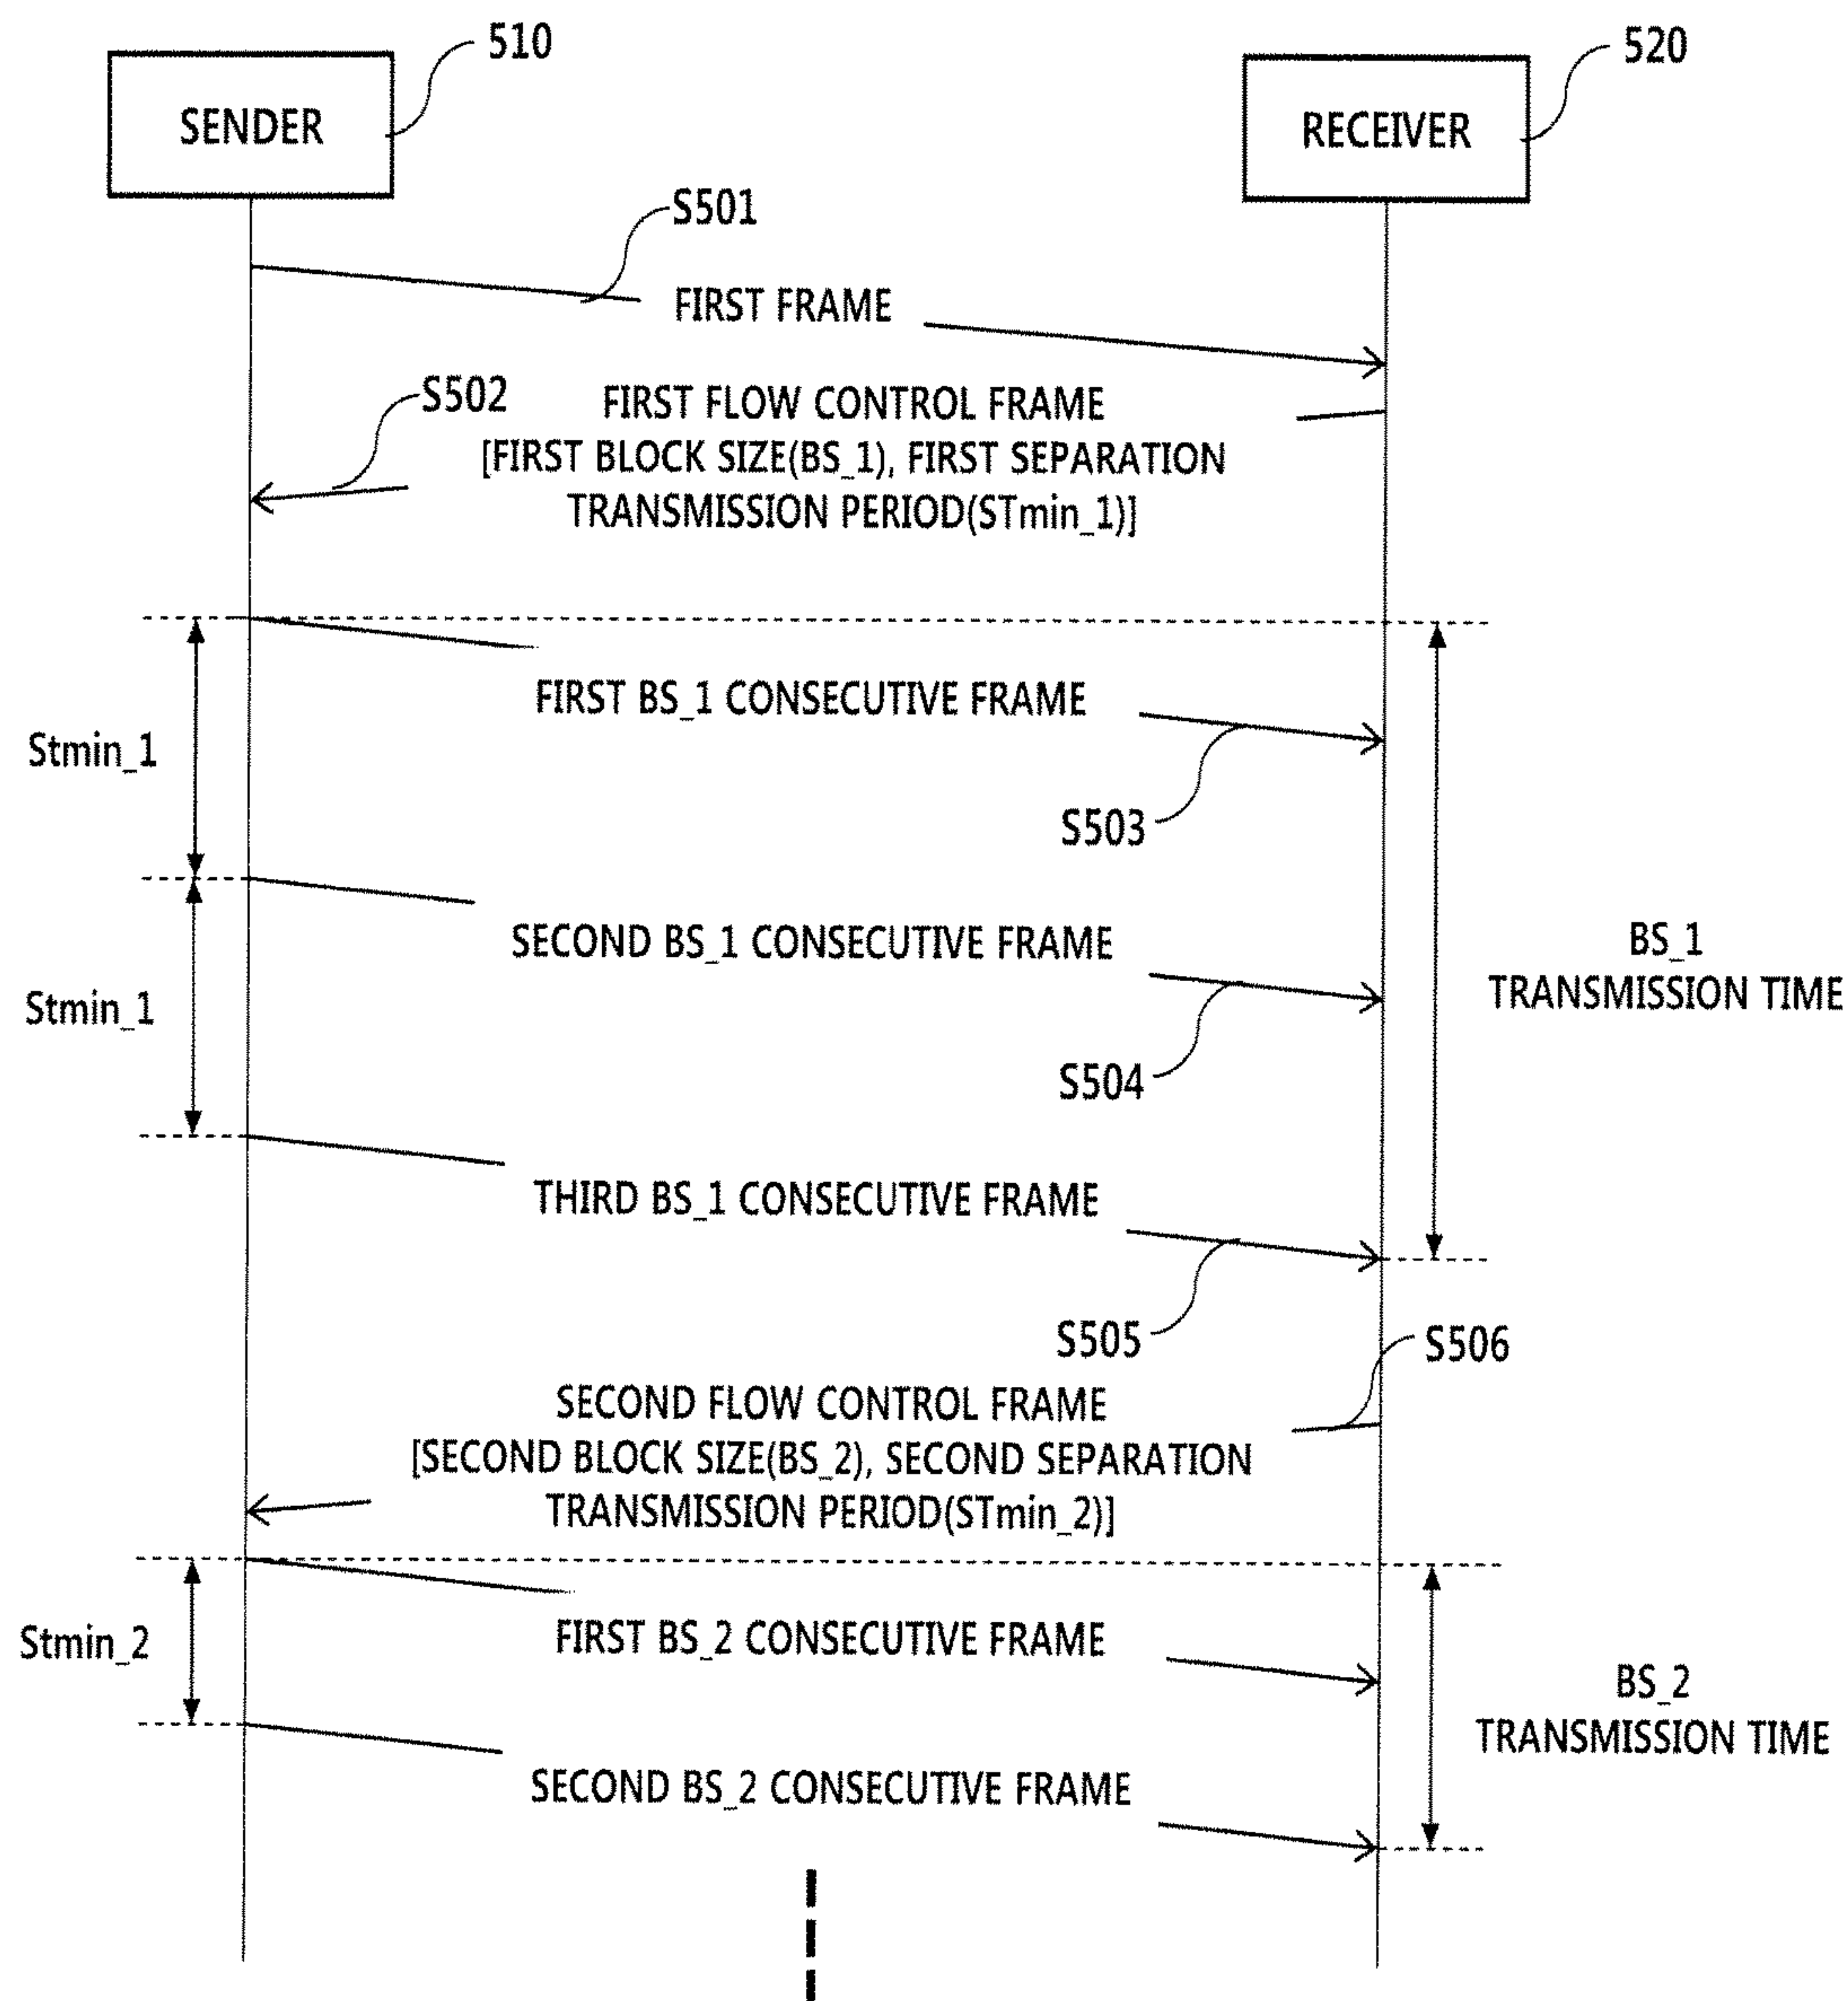 510
520
SENDER
RECEIVER
S501
FIRST FRAME
S502
FIRST FLOW CONTROL FRAME
[FIRST BLOCK SIZE(BS_1), FIRST SEPARATION
TRANSMISSION PERIOD(STmin_1)]
FIRST BS_1 CONSECUTIVE FRAME
Stmin_1
S503
SECOND BS_1 CONSECUTIVE FRAME
BS_1
TRANSMISSION TIME
Stmin_1
S504
THIRD BS_1 CONSECUTIVE FRAME
S505
S506
SECOND FLOW CONTROL FRAME
[SECOND BLOCK SIZE(BS_2), SECOND SEPARATION
TRANSMISSION PERIOD(STmin_2)]
FIRST BS_2 CONSECUTIVE FRAME
Stmin_2
BS_2
TRANSMISSION TIME
SECOND BS_2 CONSECUTIVE FRAME